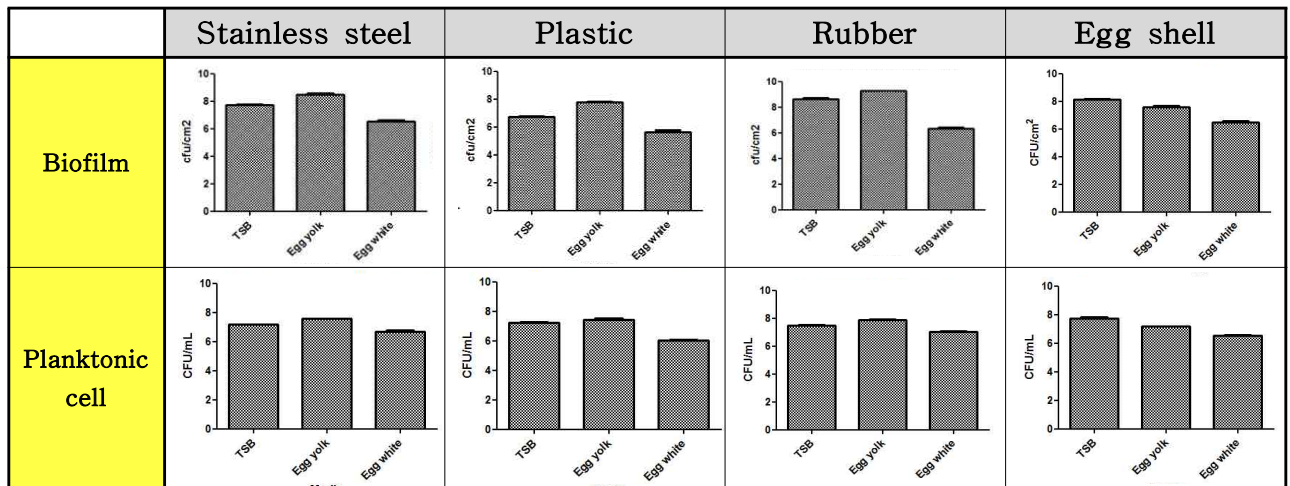 Stainless steel
Plastic
Rubber
Egg shell
Biofilm
10
8
6
4
2
0
cfu/cm2
TSB
Egg yolk
Egg white
10
8
6
4
2
0
cfu/cm2
TSB
Egg yolk
Egg white
10
8
6
4
2
0
cfu/cm2
TSB
Egg yolk
Egg white
10
8
6
4
2
0
CFU/cm²
TSB
Egg yolk
Egg white
Planktonic
cell
10
8
6
4
2
0
CFU/mL
TSB
Egg yolk
Egg white
10
8
6
4
2
0
CFU/mL
TSB
Egg yolk
Egg white
10
8
6
4
2
0
CFU/mL
TSB
Egg yolk
Egg white
10
8
6
4
2
0
CFU/mL
TSB
Egg yolk
Egg white